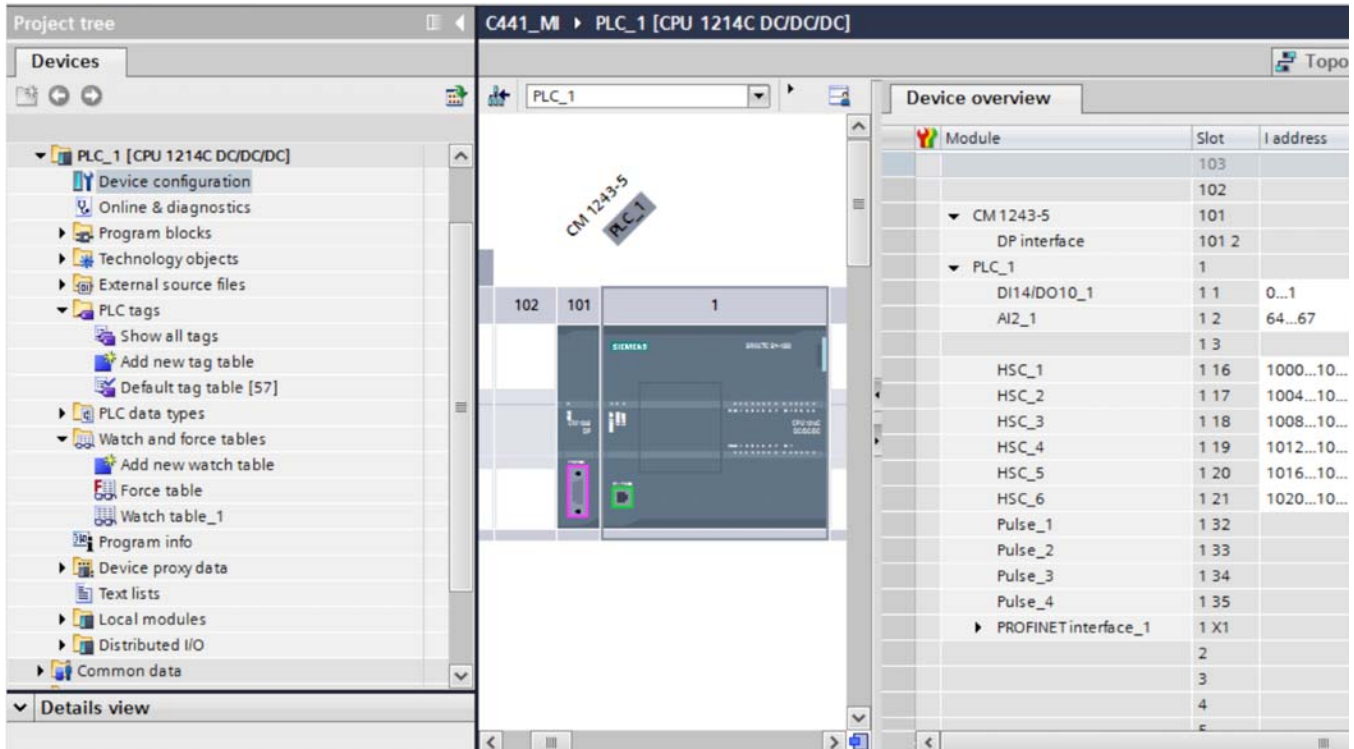 Project tree
Devices
PLC_1 [CPU 1214C DC/DC/DC]
Device configuration
Online & diagnostics
Program blocks
Technology objects
External source files
PLC tags
Show all tags
Add new tag table
Default tag table [57]
PLC data types
Watch and force tables
Add new watch table
Force table
Watch table_1
Program info
Device proxy data
Text lists
Local modules
Distributed I/O
Common data
Details view
C441_MI ▸ PLC_1 [CPU 1214C DC/DC/DC]
Topo
PLC_1
CM 1243-5
PLC_1
102 101 1
SIEMENS
Device overview
Module Slot I address
103
102
CM 1243-5 101
DP interface 101 2
PLC_1 1
DI14/DO10_1 1 1 0...1
AI2_1 1 2 64...67
1 3
HSC_1 1 16 1000...10...
HSC_2 1 17 1004...10...
HSC_3 1 18 1008...10...
HSC_4 1 19 1012...10...
HSC_5 1 20 1016...10...
HSC_6 1 21 1020...10...
Pulse_1 1 32
Pulse_2 1 33
Pulse_3 1 34
Pulse_4 1 35
PROFINET interface_1 1 X1
2
3
4